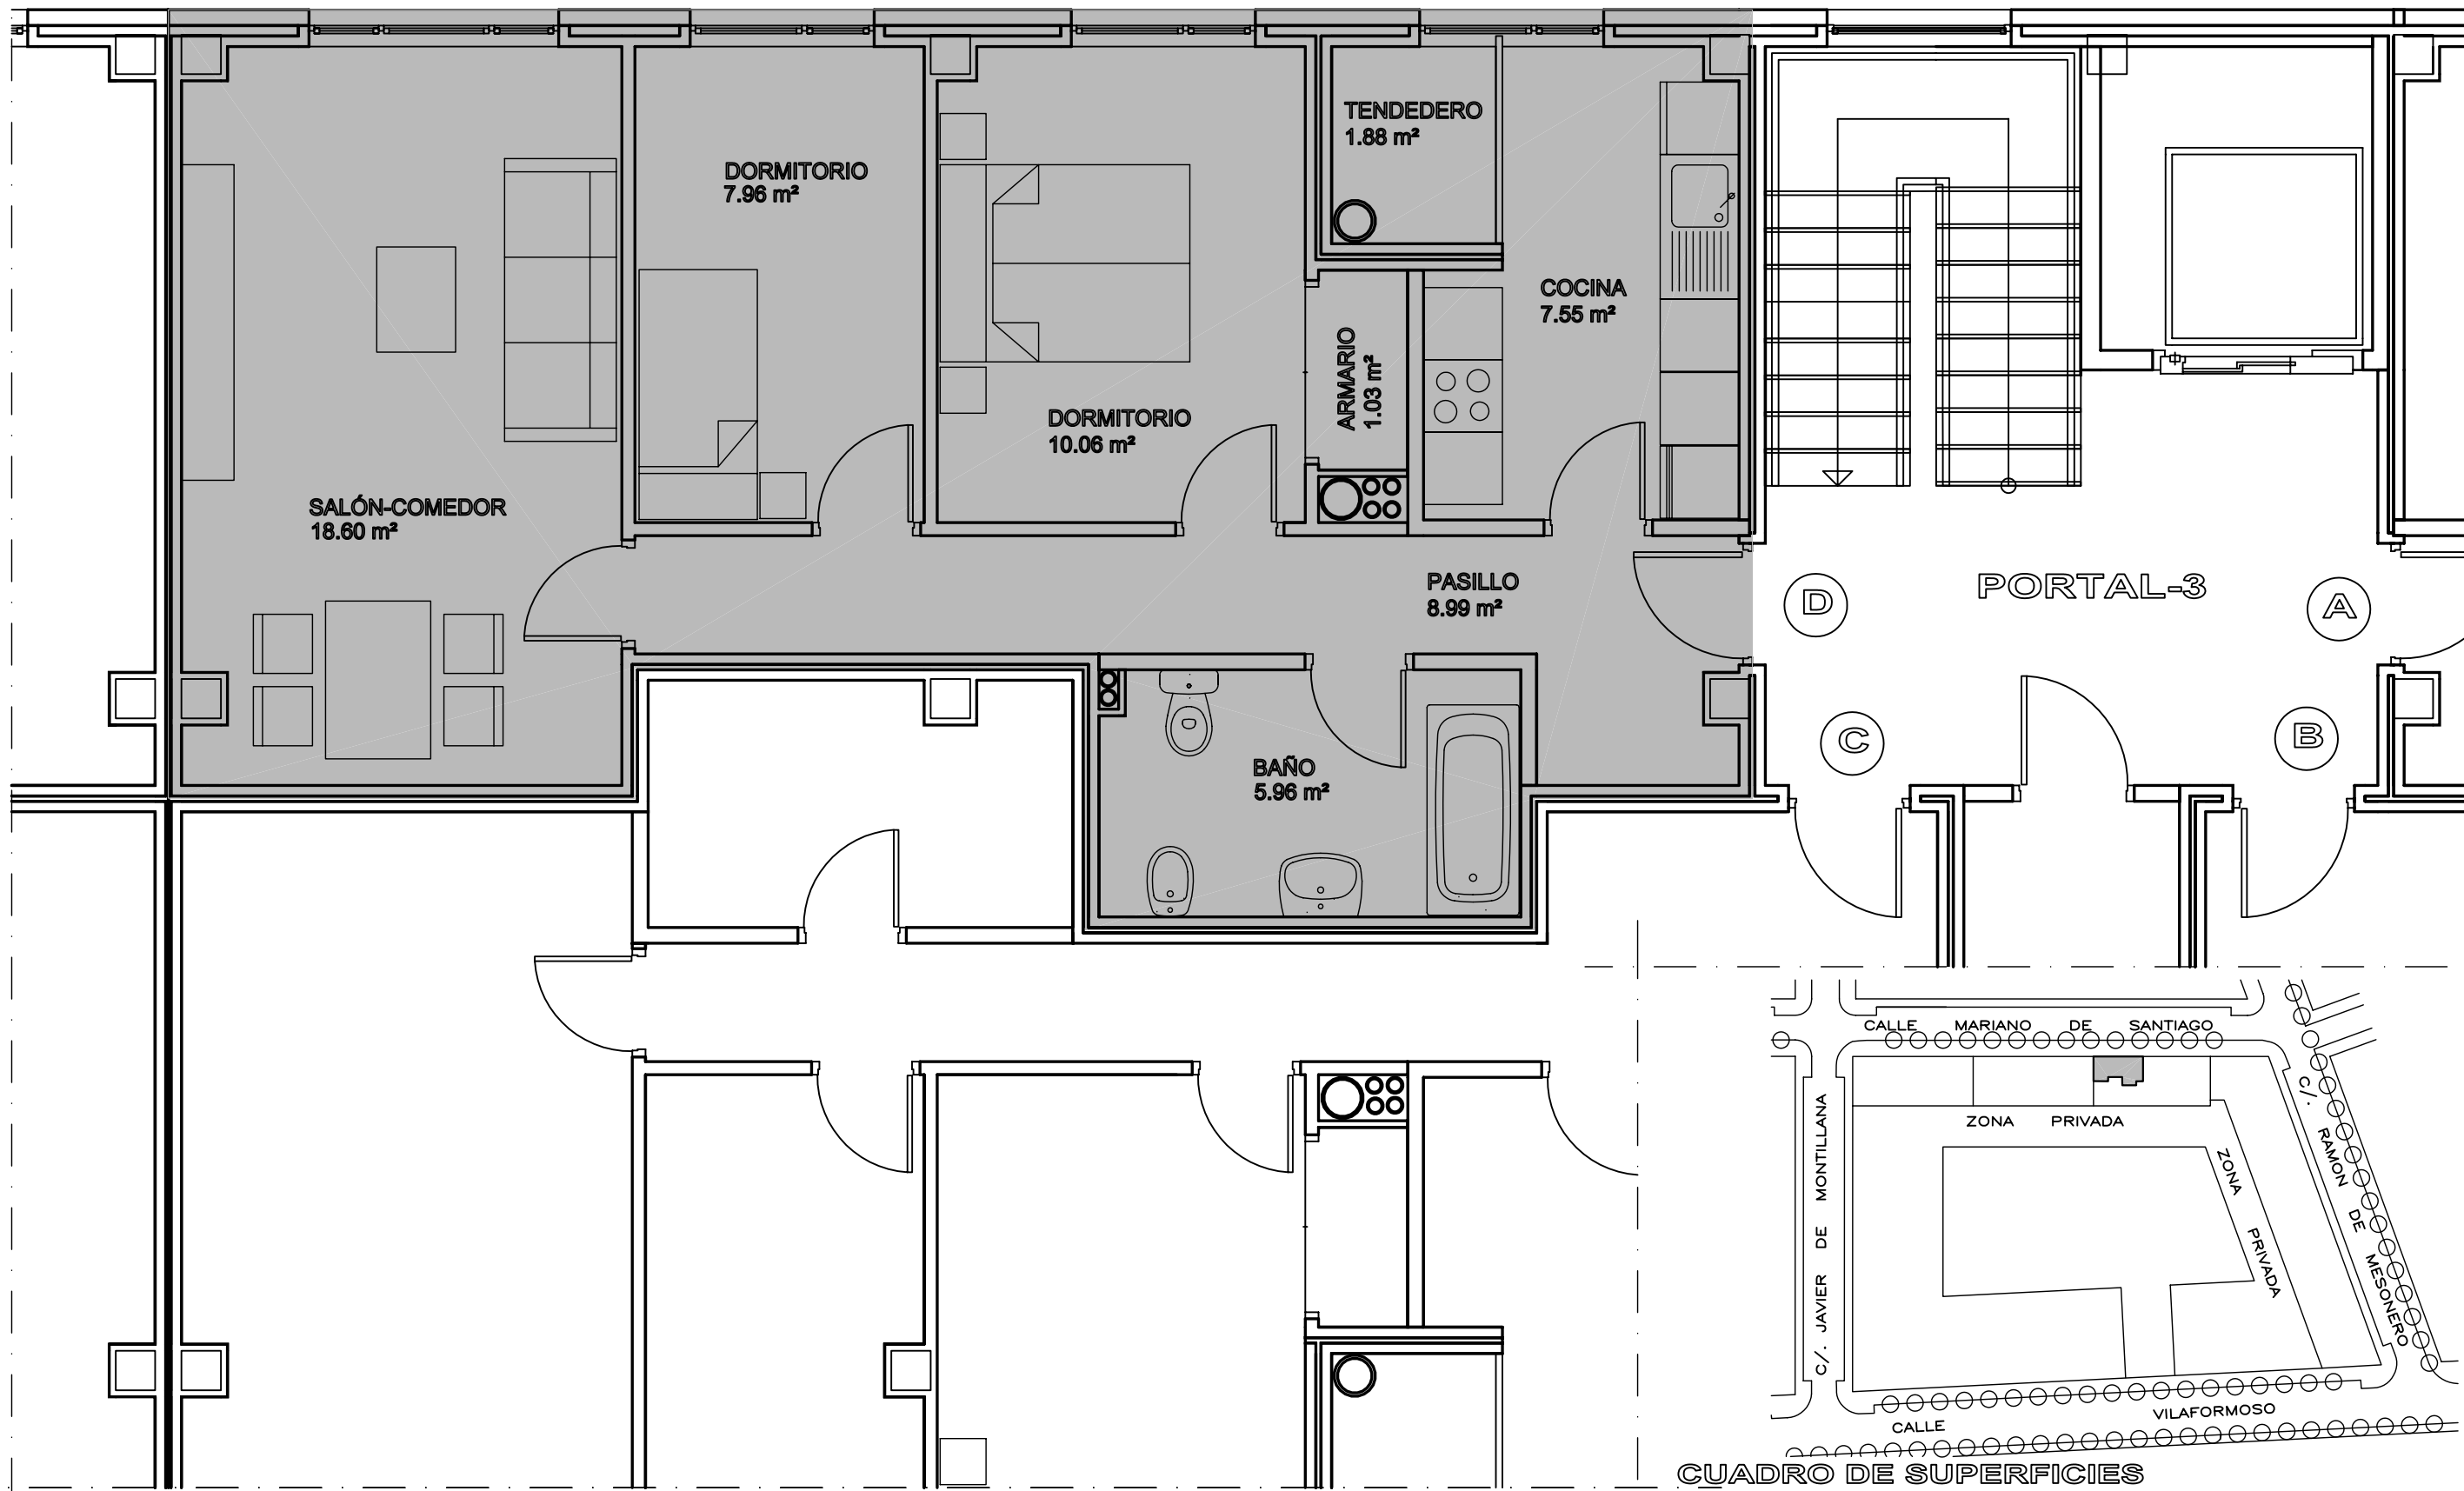 TENDEDERO
1.88 m²
DORMITORIO
7.96 m²
COCINA
7.55 m²
ARMARIO
1.03 m²
DORMITORIO
10.06 m²
SALÓN-COMEDOR
18.60 m²
PASILLO
8.99 m²
PORTAL-3
D
A
C
B
BAÑO
5.96 m²
CALLE MARIANO DE SANTIAGO
ZONA PRIVADA
C/. JAVIER DE MONTILLANA
ZONA PRIVADA
C/. RAMON DE MESONERO
CALLE VILAFORMOSO
CUADRO DE SUPERFICIES